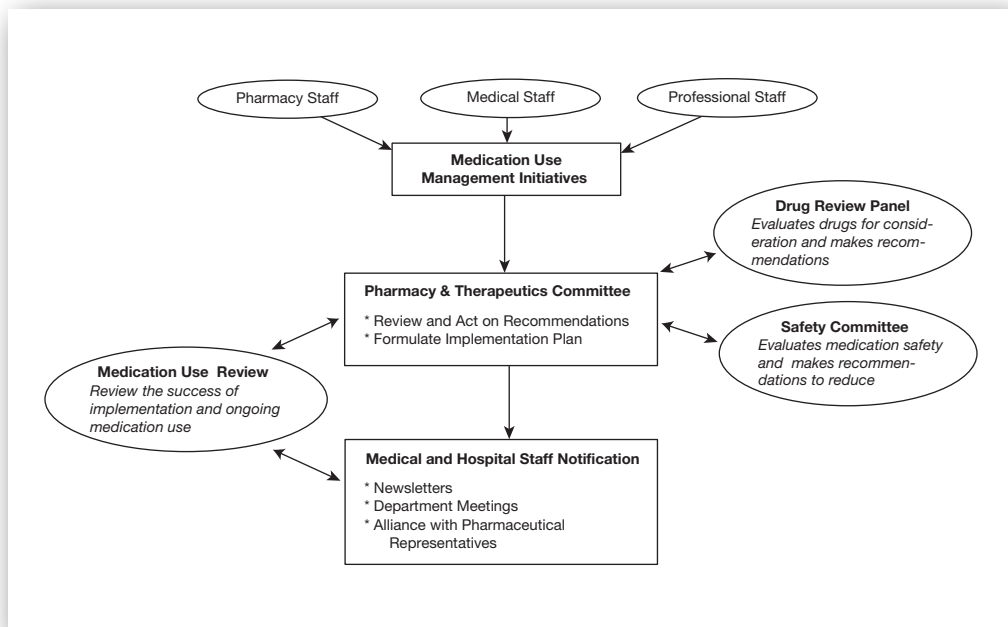 Pharmacy Staff
Medical Staff
Professional Staff
Medication Use
Management Initiatives
Drug Review Panel
Evaluates drugs for consid-
eration and makes recom-
mendations
Pharmacy & Therapeutics Committee
* Review and Act on Recommendations
* Formulate Implementation Plan
Safety Committee
Evaluates medication safety
and makes recommen-
dations to reduce
Medication Use Review
Review the success of
implementation and ongoing
medication use
Medical and Hospital Staff Notification
* Newsletters
* Department Meetings
* Alliance with Pharmaceutical
Representatives